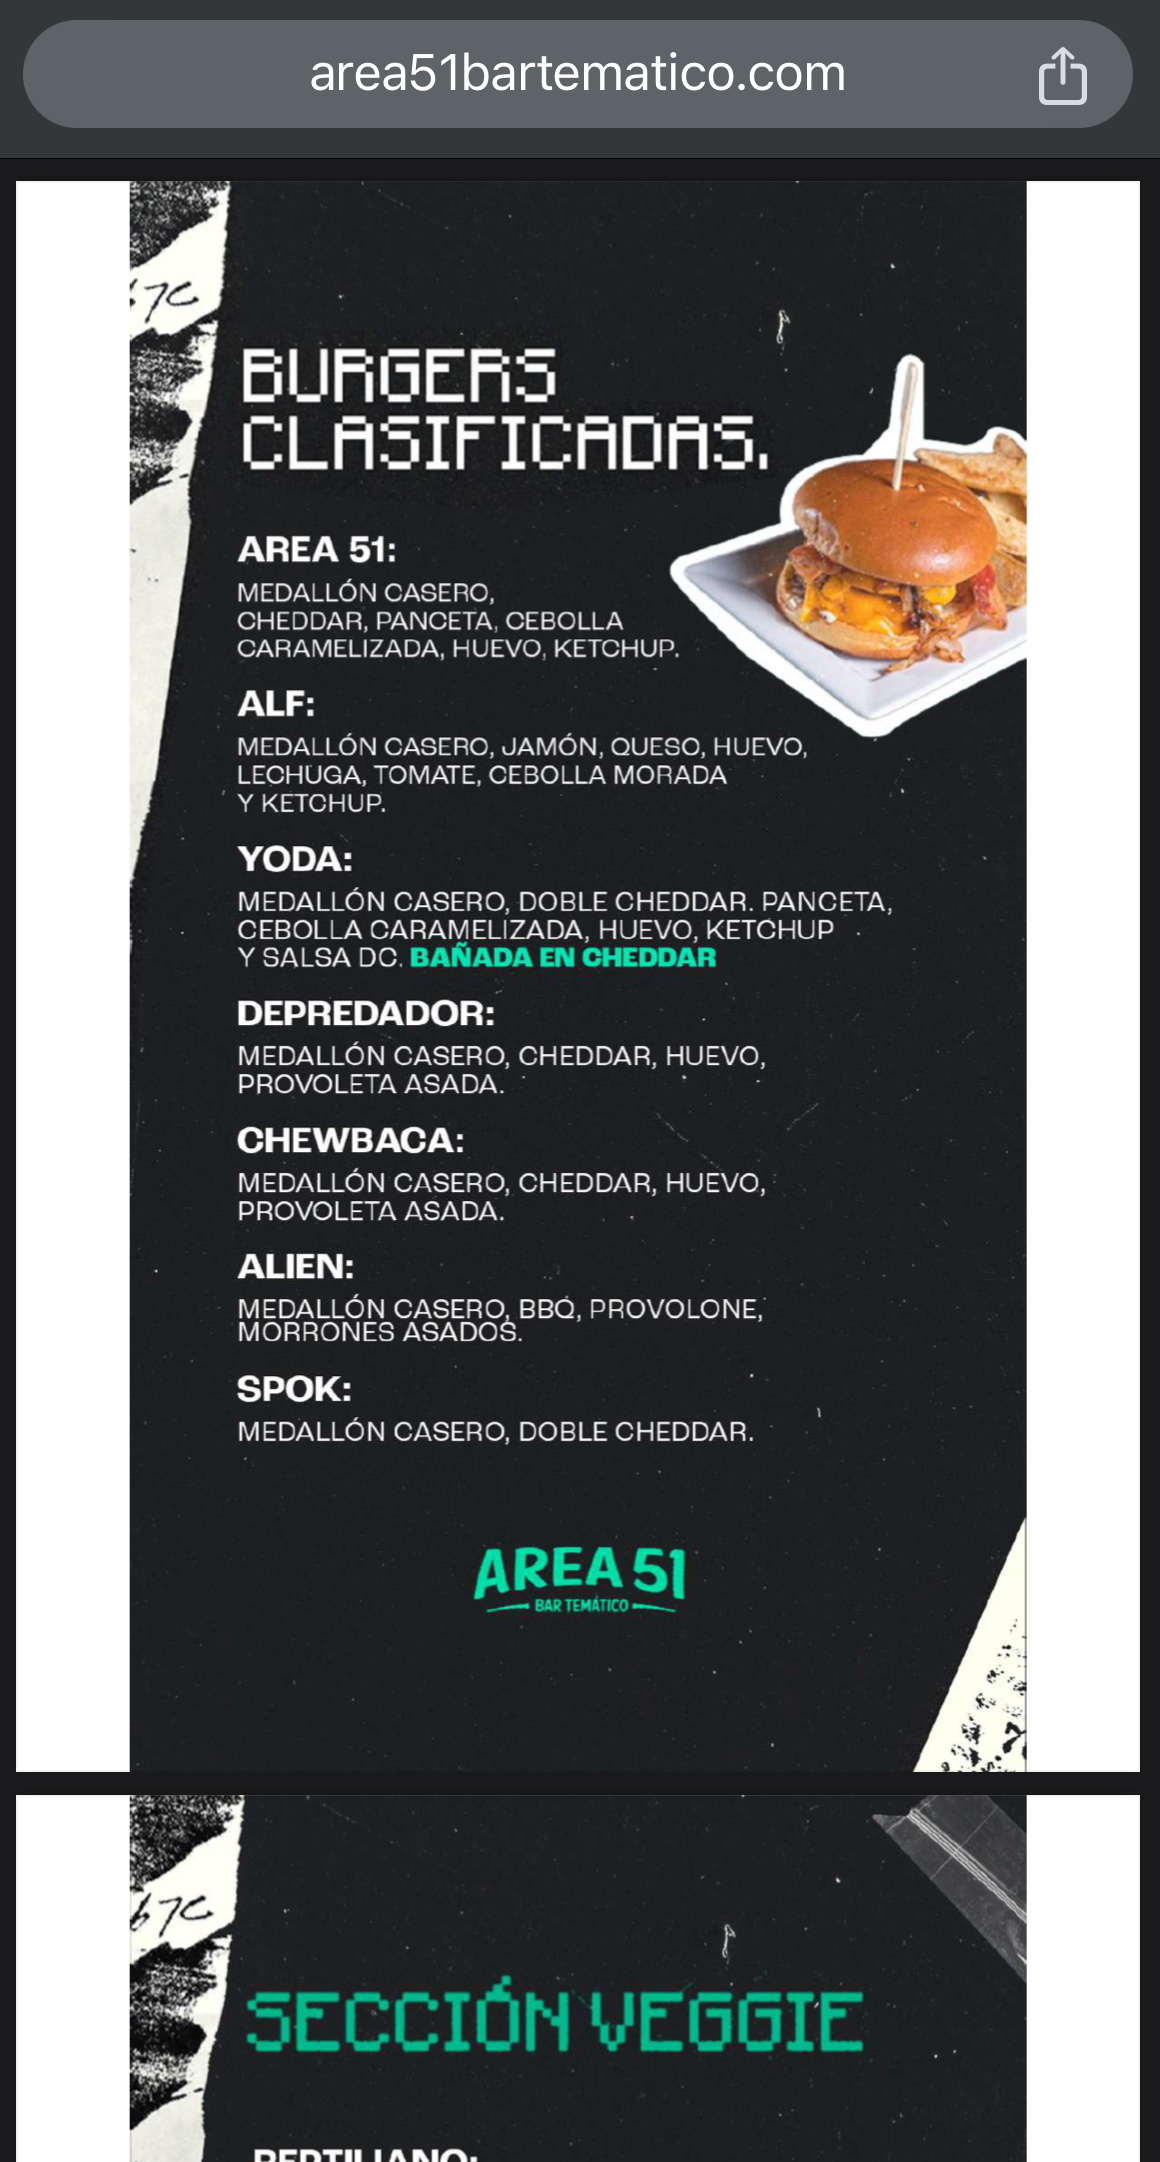 area51bartematico.com
67C
BURGERS
CLASIFICADAS.
AREA 51:
MEDALLÓN CASERO,
CHEDDAR, PANCETA, CEBOLLA
CARAMELIZADA, HUEVO, KETCHUP.
ALF:
MEDALLÓN CASERO, JAMÓN, QUESO, HUEVO,
LECHUGA, TOMATE, CEBOLLA MORADA
Y KETCHUP.
YODA:
MEDALLÓN CASERO, DOBLE CHEDDAR. PANCETA,
CEBOLLA CARAMELIZADA, HUEVO, KETCHUP
Y SALSA DC. BAÑADA EN CHEDDAR
DEPREDADOR:
MEDALLÓN CASERO, CHEDDAR, HUEVO,
PROVOLETA ASADA.
CHEWBACA:
MEDALLÓN CASERO, CHEDDAR, HUEVO,
PROVOLETA ASADA.
ALIEN:
MEDALLÓN CASERO, BBQ, PROVOLONE,
MORRONES ASADOS.
SPOK:
MEDALLÓN CASERO, DOBLE CHEDDAR.
AREA 51
BAR TEMÁTICO
67C
SECCIÓN VEGGIE
REPTILIANO: